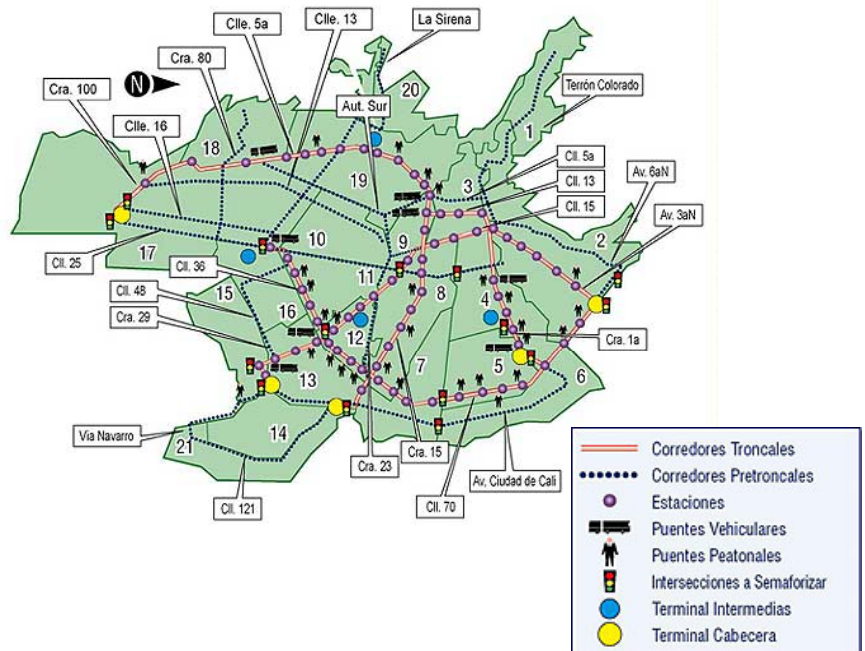 La Sirena
Clle. 13
Clle. 5a
Cra. 80
Terrón Colorado
N
Cra. 100
20
Aut. Sur
Clle. 16
1
18
Cll. 5a
Av. 6aN
19
3
Cll. 13
Cll. 15
Av. 3aN
2
10
9
17
Cll. 25
Cll. 36
11
8
15
4
Cll. 48
16
12
Cra. 29
Cra. 1a
7
5
6
13
Via Navarro
14
21
Cra. 15
Cra. 23
Av. Ciudad de Cali
Cll. 121
Cll. 70
Corredores Troncales
Corredores Pretroncales
Estaciones
Puentes Vehiculares
Puentes Peatonales
Intersecciones a Semaforizar
Terminal Intermedias
Terminal Cabecera